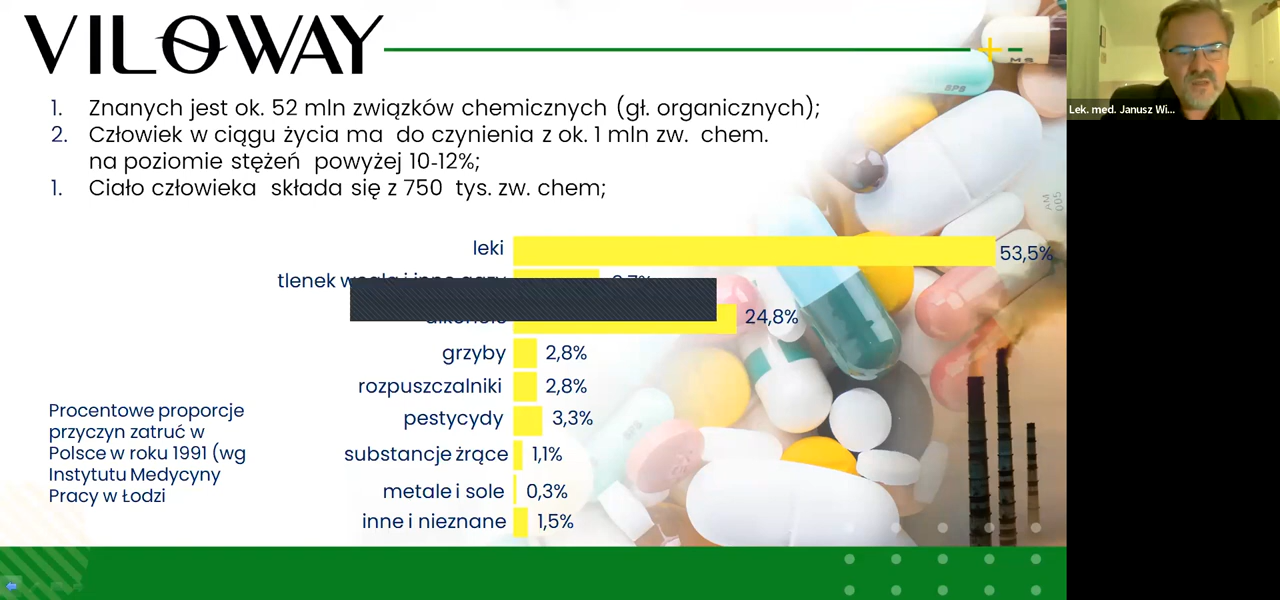 VILOWAY
1. Znanych jest ok. 52 mln związków chemicznych (gł. organicznych);
2. Człowiek w ciągu życia ma do czynienia z ok. 1 mln zw. chem.
na poziomie stężeń powyżej 10-12%;
1. Ciało człowieka składa się z 750 tys. zw. chem;
leki 53,5%
tlenek węgla i inne gazy
24,8%
grzyby 2,8%
rozpuszczalniki 2,8%
pestycydy 3,3%
substancje żrące 1,1%
metale i sole 0,3%
inne i nieznane 1,5%
Procentowe proporcje
przyczyn zatruć w
Polsce w roku 1991 (wg
Instytutu Medycyny
Pracy w Łodzi
Lek. med. Janusz Wi...